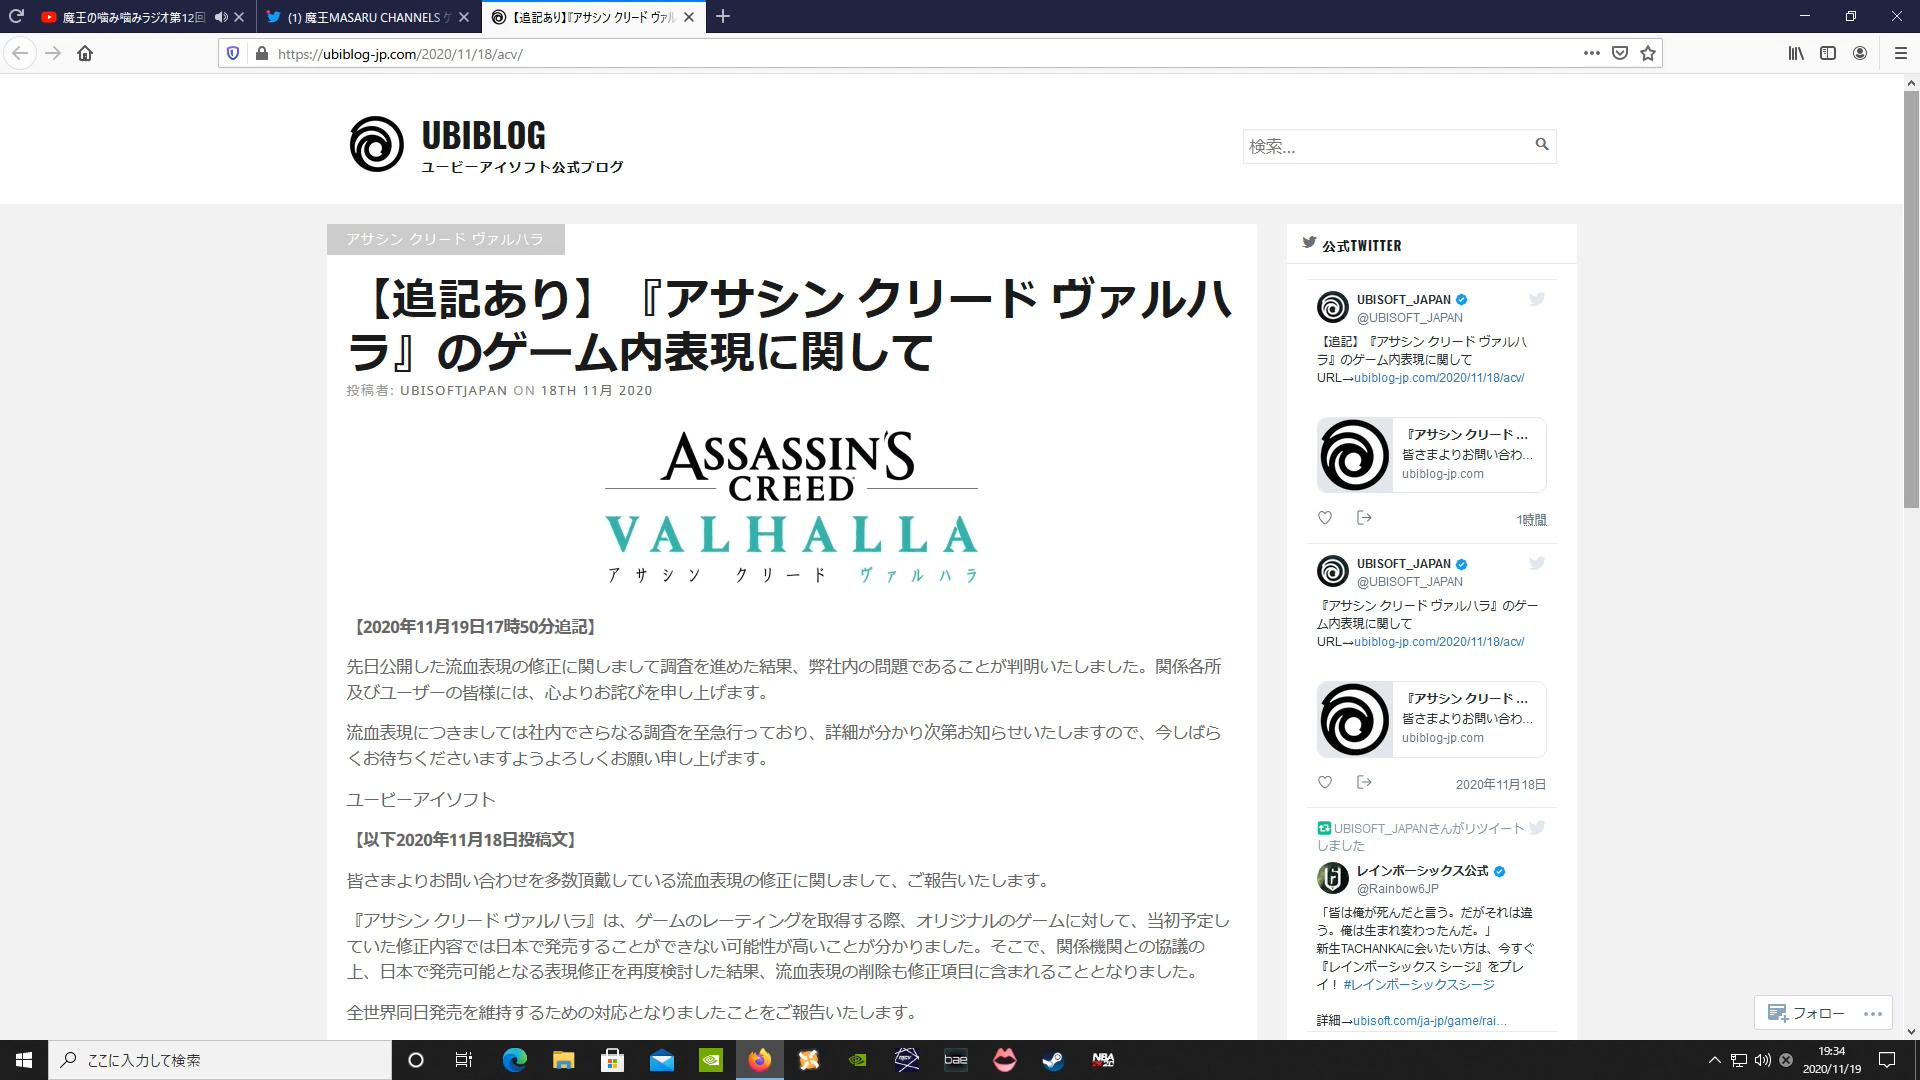 魔王の噛み噛みラジオ第12回
(1) 魔王MASARU CHANNELS ゲ
【追記あり】『アサシン クリード ヴァル
https://ubiblog-jp.com/2020/11/18/acv/
UBIBLOG
ユービーアイソフト公式ブログ
検索...
アサシン クリード ヴァルハラ
【追記あり】『アサシン クリード ヴァルハ
ラ』のゲーム内表現に関して
投稿者: UBISOFTJAPAN ON 18TH 11月 2020
ASSASSIN'S
CREED
VALHALLA
アサシン クリード ヴァルハラ
【2020年11月19日17時50分追記】
先日公開した流血表現の修正に関しまして調査を進めた結果、弊社内の問題であることが判明いたしました。関係各所
及びユーザーの皆様には、心よりお詫びを申し上げます。
流血表現につきましては社内でさらなる調査を至急行っており、詳細が分かり次第お知らせいたしますので、今しばら
くお待ちくださいますようよろしくお願い申し上げます。
ユービーアイソフト
【以下2020年11月18日投稿文】
皆さまよりお問い合わせを多数頂戴している流血表現の修正に関しまして、ご報告いたします。
『アサシン クリード ヴァルハラ』は、ゲームのレーティングを取得する際、オリジナルのゲームに対して、当初予定し
ていた修正内容では日本で発売することができない可能性が高いことが分かりました。そこで、関係機関との協議の
上、日本で発売可能となる表現修正を再度検討した結果、流血表現の削除も修正項目に含まれることとなりました。
全世界同日発売を維持するための対応となりましたことをご報告いたします。
公式TWITTER
UBISOFT_JAPAN
@UBISOFT_JAPAN
【追記】『アサシン クリード ヴァルハ
ラ』のゲーム内表現に関して
URL→ubiblog-jp.com/2020/11/18/acv/
『アサシン クリード ...
皆さまよりお問い合わ...
ubiblog-jp.com
1時間
UBISOFT_JAPAN
@UBISOFT_JAPAN
『アサシン クリード ヴァルハラ』のゲー
ム内表現に関して
URL→ubiblog-jp.com/2020/11/18/acv/
『アサシン クリード ...
皆さまよりお問い合わ...
ubiblog-jp.com
2020年11月18日
UBISOFT_JAPANさんがリツイート
しました
レインボーシックス公式
@Rainbow6JP
「皆は俺が死んだと言う。だがそれは違
う。俺は生まれ変わったんだ。」
新生TACHANKAに会いたい方は、今すぐ
『レインボーシックス シージ』をプレ
イ！ #レインボーシックスシージ
詳細→ubisoft.com/ja-jp/game/rai...
フォロー
ここに入力して検索
bae
NBA
2K20
19:34
2020/11/19